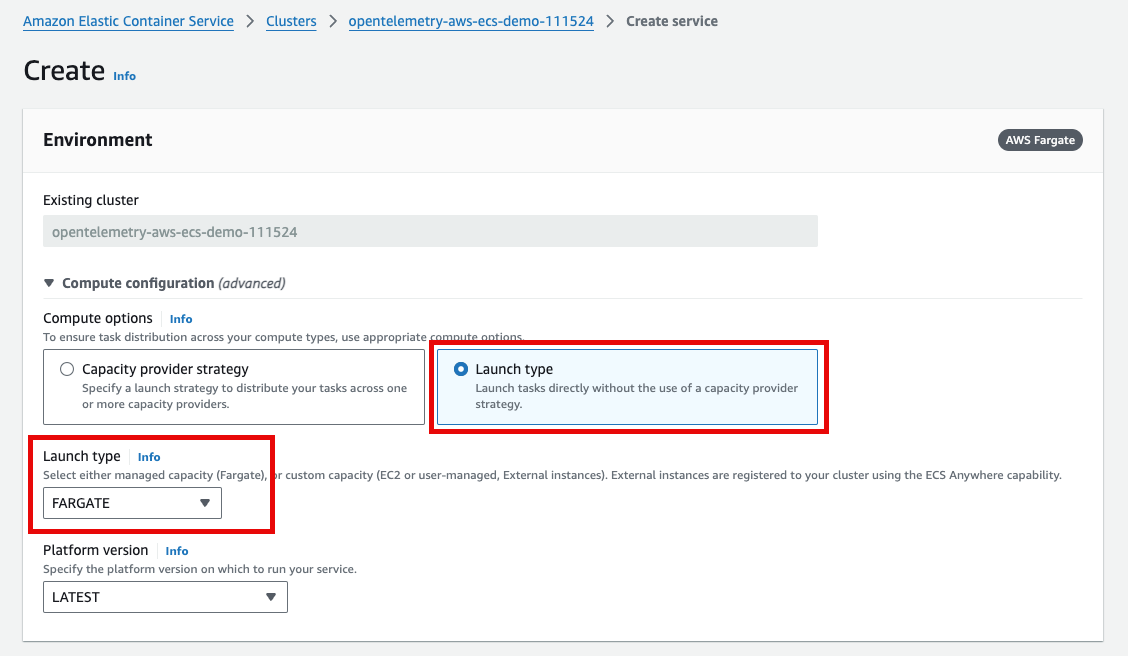 Amazon Elastic Container Service > Clusters > opentelemetry-aws-ecs-demo-111524 > Create service
Create Info
Environment AWS Fargate
Existing cluster
opentelemetry-aws-ecs-demo-111524
Compute configuration (advanced)
Compute options Info
To ensure task distribution across your compute types, use appropriate compute options.
Capacity provider strategy
Specify a launch strategy to distribute your tasks across one
or more capacity providers.
Launch type
Launch tasks directly without the use of a capacity provider
strategy.
Launch type Info
Select either managed capacity (Fargate), or custom capacity (EC2 or user-managed, External instances). External instances are registered to your cluster using the ECS Anywhere capability.
FARGATE
Platform version Info
Specify the platform version on which to run your service.
LATEST